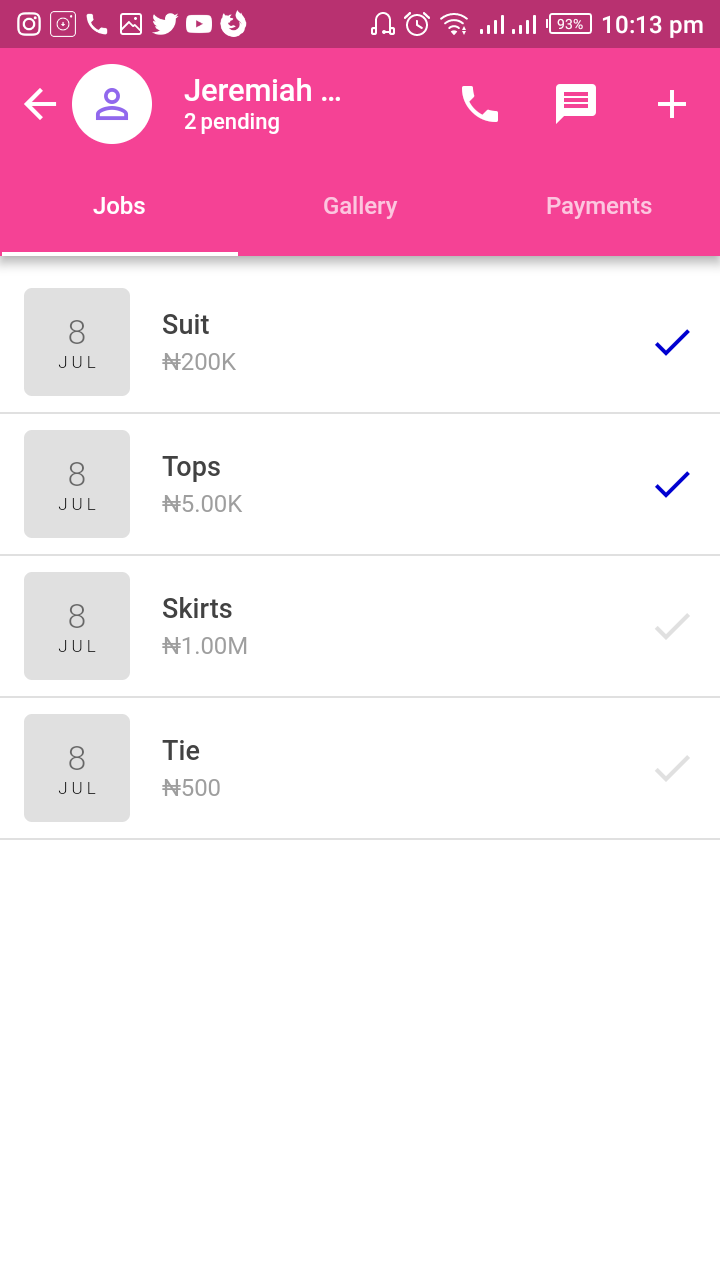 93% 10:13 pm
Jeremiah ...
2 pending
Jobs Gallery Payments
8
JUL
Suit
₦200K
8
JUL
Tops
₦5.00K
8
JUL
Skirts
₦1.00M
8
JUL
Tie
₦500